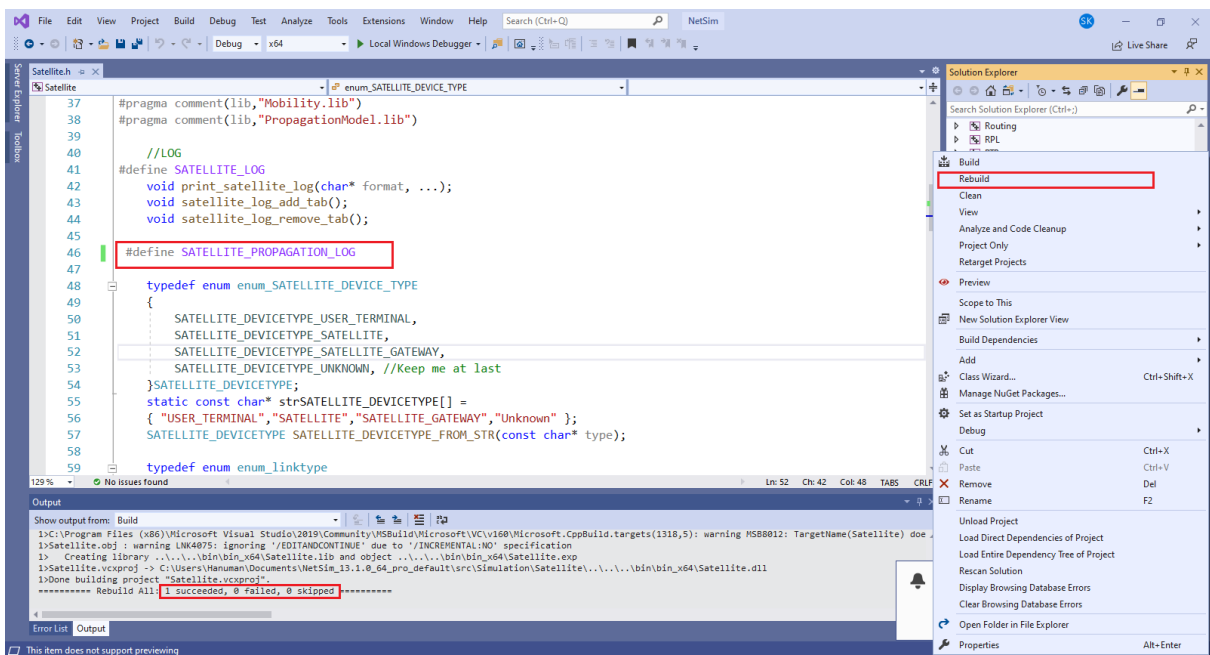 File Edit View Project Build Debug Test Analyze Tools Extensions Window Help Search (Ctrl+Q) NetSim SK
Debug x64 Local Windows Debugger Live Share
Server Explorer
Toolbox
Satellite.h
Satellite enum_SATELLITE_DEVICE_TYPE
37 #pragma comment(lib,"Mobility.lib")
38 #pragma comment(lib,"PropagationModel.lib")
39
40 //LOG
41 #define SATELLITE_LOG
42 void print_satellite_log(char* format, ...);
43 void satellite_log_add_tab();
44 void satellite_log_remove_tab();
45
46 #define SATELLITE_PROPAGATION_LOG
47
48 typedef enum enum_SATELLITE_DEVICE_TYPE
49 {
50 SATELLITE_DEVICETYPE_USER_TERMINAL,
51 SATELLITE_DEVICETYPE_SATELLITE,
52 SATELLITE_DEVICETYPE_SATELLITE_GATEWAY,
53 SATELLITE_DEVICETYPE_UNKNOWN, //Keep me at last
54 }SATELLITE_DEVICETYPE;
55 static const char* strSATELLITE_DEVICETYPE[] =
56 { "USER_TERMINAL","SATELLITE","SATELLITE_GATEWAY","Unknown" };
57 SATELLITE_DEVICETYPE SATELLITE_DEVICETYPE_FROM_STR(const char* type);
58
59 typedef enum enum_linktype
129 % No issues found Ln: 52 Ch: 42 Col: 48 TABS CRLF
Output
Show output from: Build
1>C:\Program Files (x86)\Microsoft Visual Studio\2019\Community\MSBuild\Microsoft\VC\v160\Microsoft.CppBuild.targets(1318,5): warning MSB8012: TargetName(Satellite) doe
1>Satellite.obj : warning LNK4075: ignoring '/EDITANDCONTINUE' due to '/INCREMENTAL:NO' specification
1> Creating library ..\..\..\bin\bin_x64\Satellite.lib and object ..\..\..\bin\bin_x64\Satellite.exp
1>Satellite.vcxproj -> C:\Users\Hanuman\Documents\NetSim_13.1.0_64_pro_default\src\Simulation\Satellite\..\..\..\bin\bin_x64\Satellite.dll
1>Done building project "Satellite.vcxproj".
========== Rebuild All: 1 succeeded, 0 failed, 0 skipped ==========
Error List Output
This item does not support previewing
Solution Explorer
Search Solution Explorer (Ctrl+;)
Routing
RPL
Build
Rebuild
Clean
View
Analyze and Code Cleanup
Project Only
Retarget Projects
Preview
Scope to This
New Solution Explorer View
Build Dependencies
Add
Class Wizard... Ctrl+Shift+X
Manage NuGet Packages...
Set as Startup Project
Debug
Cut Ctrl+X
Paste Ctrl+V
Remove Del
Rename F2
Unload Project
Load Direct Dependencies of Project
Load Entire Dependency Tree of Project
Rescan Solution
Display Browsing Database Errors
Clear Browsing Database Errors
Open Folder in File Explorer
Properties Alt+Enter